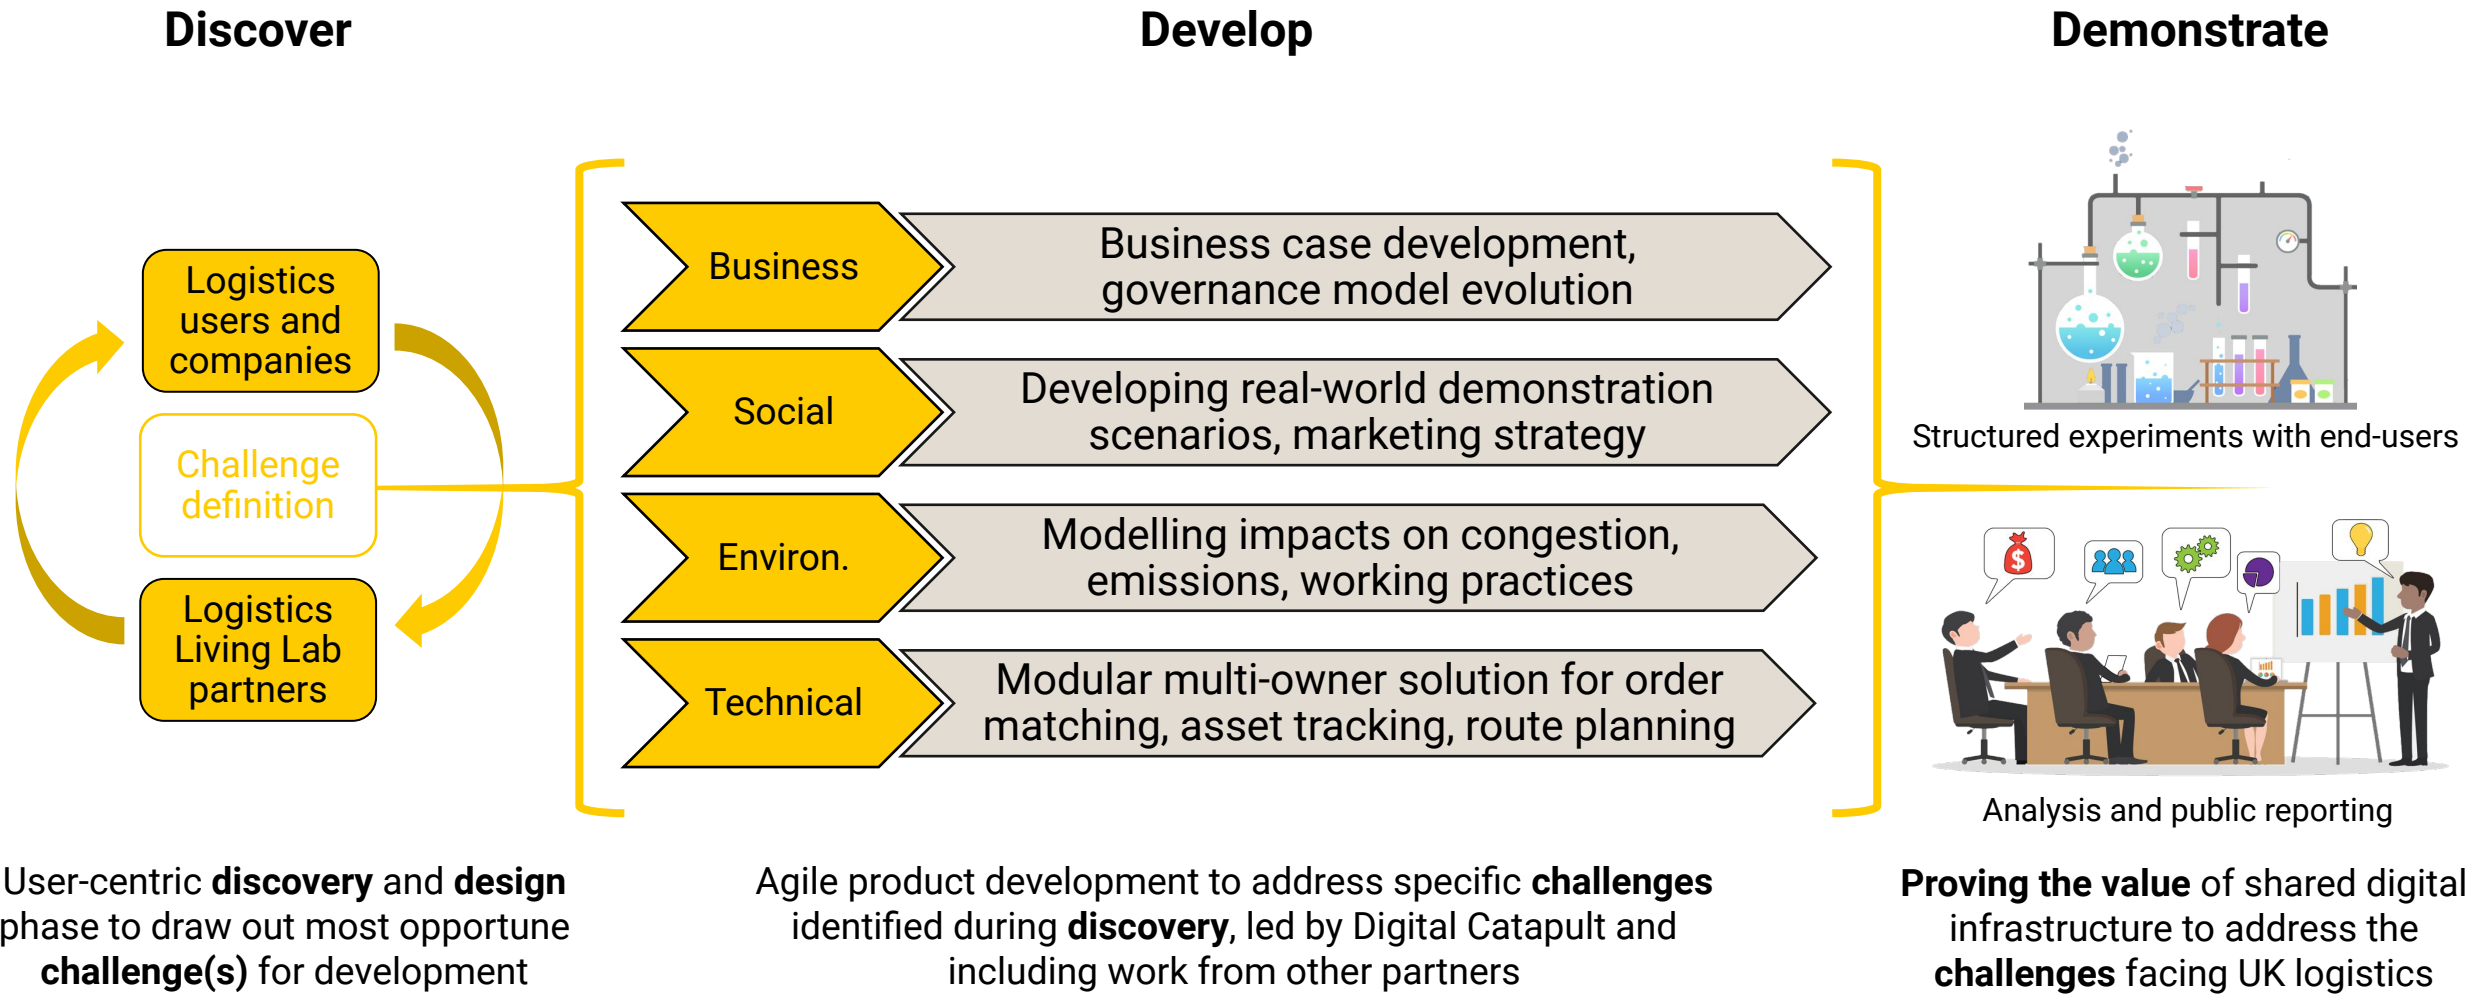 Discover
Develop
Demonstrate
Logistics
users and
companies
Challenge
definition
Logistics
Living Lab
partners
Business
Business case development,
governance model evolution
Social
Developing real-world demonstration
scenarios, marketing strategy
Environ.
Modelling impacts on congestion,
emissions, working practices
Technical
Modular multi-owner solution for order
matching, asset tracking, route planning
Structured experiments with end-users
$
Analysis and public reporting
User-centric discovery and design
phase to draw out most opportune
challenge(s) for development
Agile product development to address specific challenges
identified during discovery, led by Digital Catapult and
including work from other partners
Proving the value of shared digital
infrastructure to address the
challenges facing UK logistics